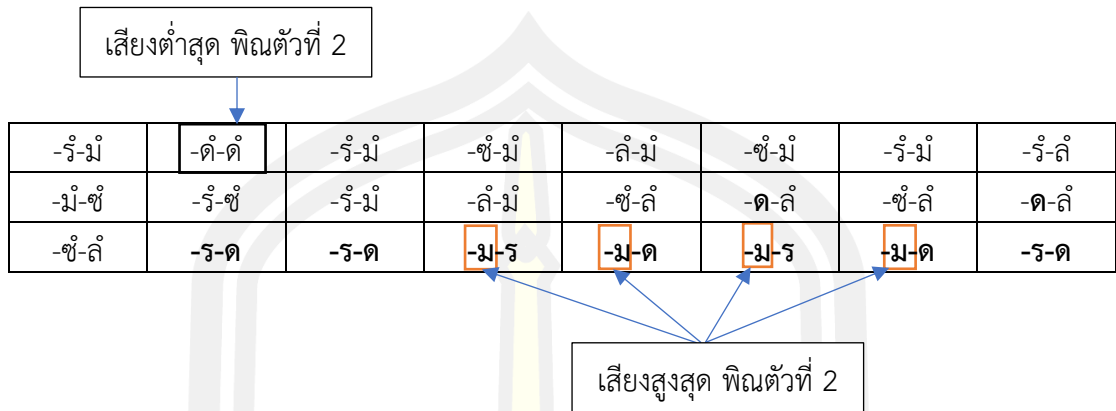 เสียงต่ำสุด พิณตัวที่ 2
-รํ-มํ -ดํ-ดํ -รํ-มํ -ซํ-มํ -ลํ-มํ -ซํ-มํ -รํ-มํ -รํ-ลํ
-มํ-ซํ -รํ-ซํ -รํ-มํ -ลํ-มํ -ซํ-ลํ -ด-ลํ -ซํ-ลํ -ด-ลํ
-ซํ-ลํ -ร-ด -ร-ด -ม-ร -ม-ด -ม-ร -ม-ด -ร-ด
เสียงสูงสุด พิณตัวที่ 2